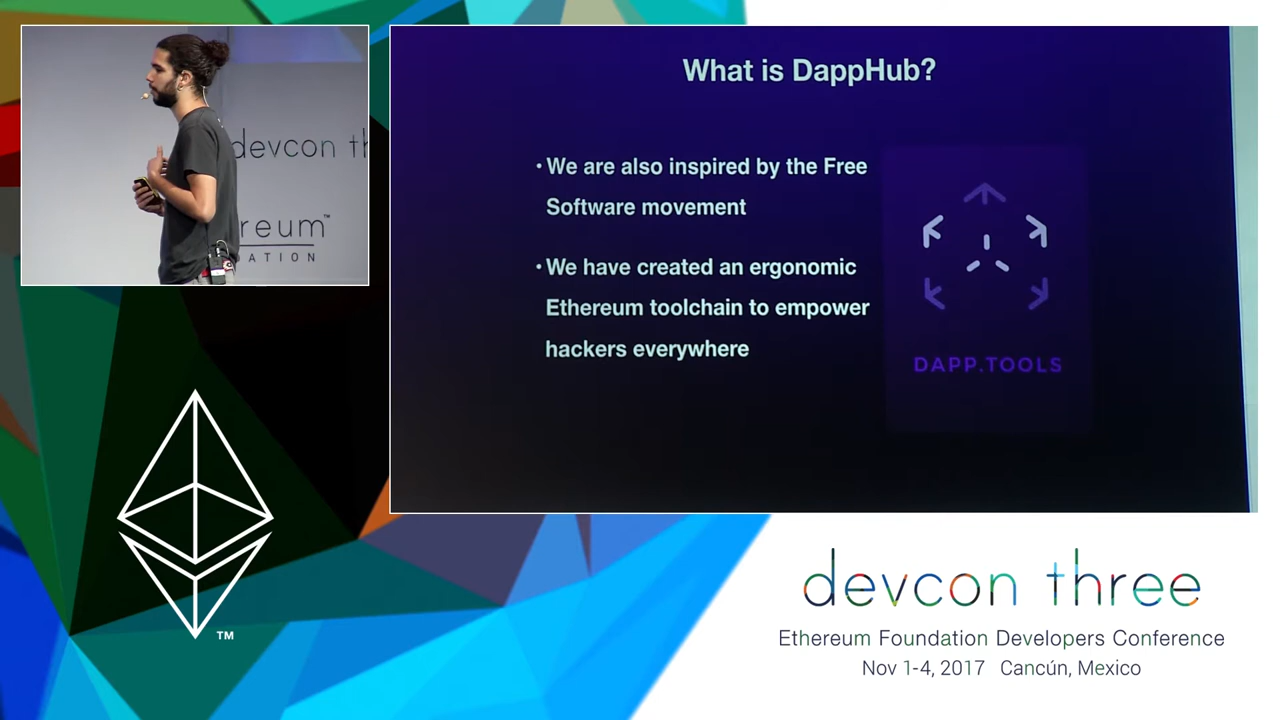 devcon th
reum™
ATION
What is DappHub?
• We are also inspired by the Free
Software movement
• We have created an ergonomic
Ethereum toolchain to empower
hackers everywhere
DAPP.TOOLS
TM
devcon three
Ethereum Foundation Developers Conference
Nov 1-4, 2017 Cancún, Mexico